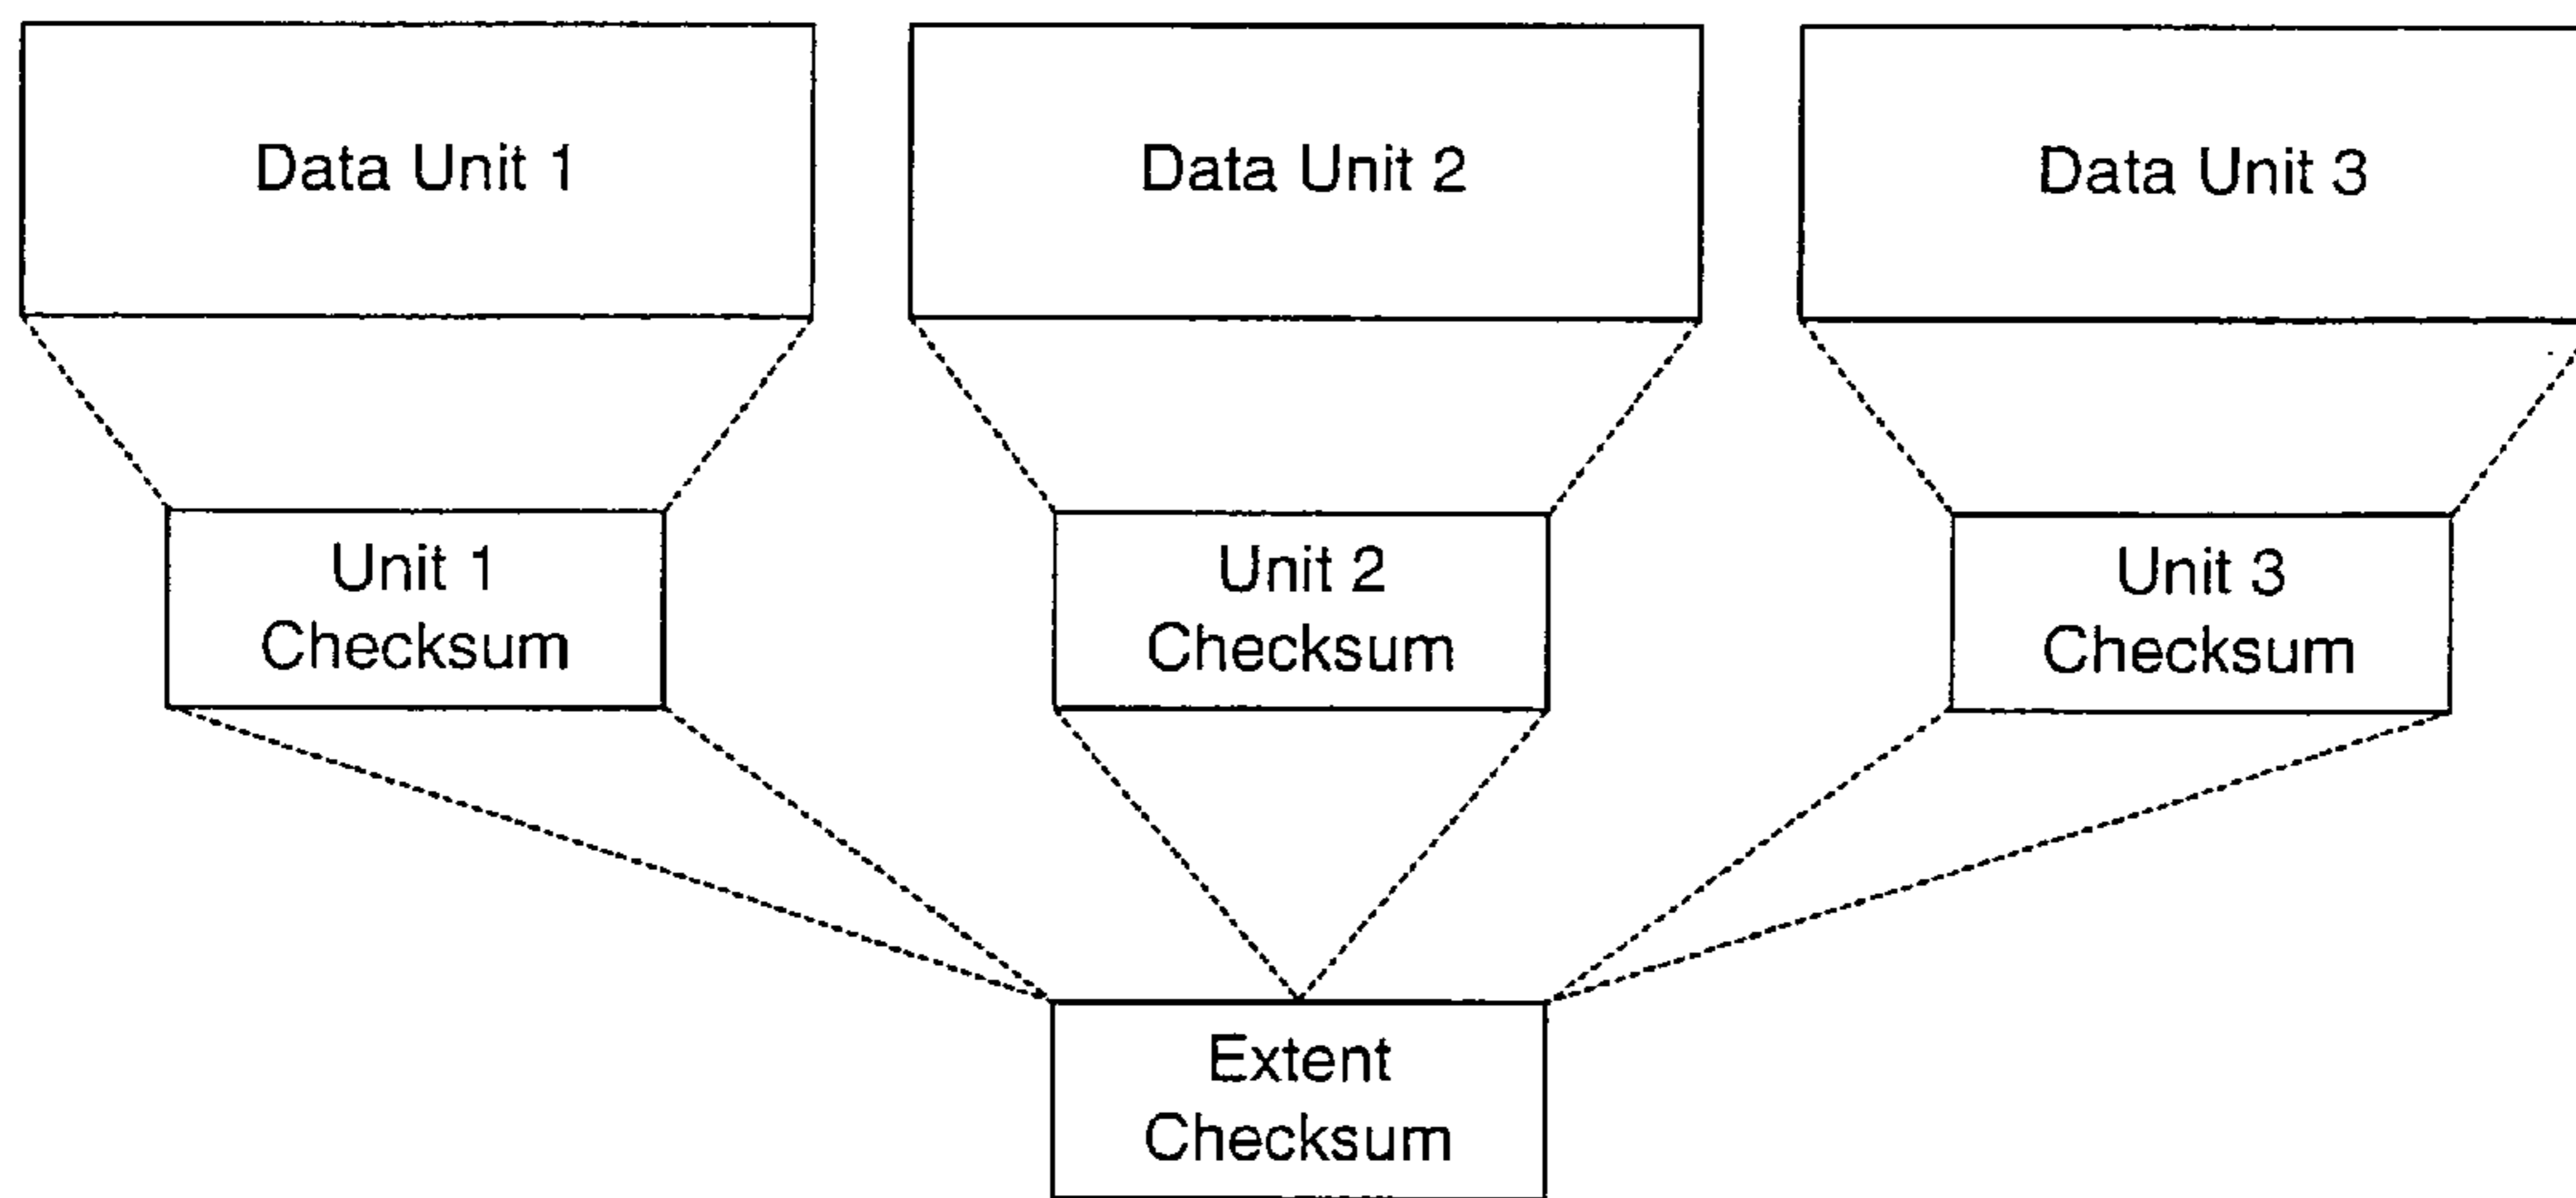 Data Unit 1
Data Unit 2
Data Unit 3
Unit 1
Checksum
Unit 2
Checksum
Unit 3
Checksum
Extent
Checksum